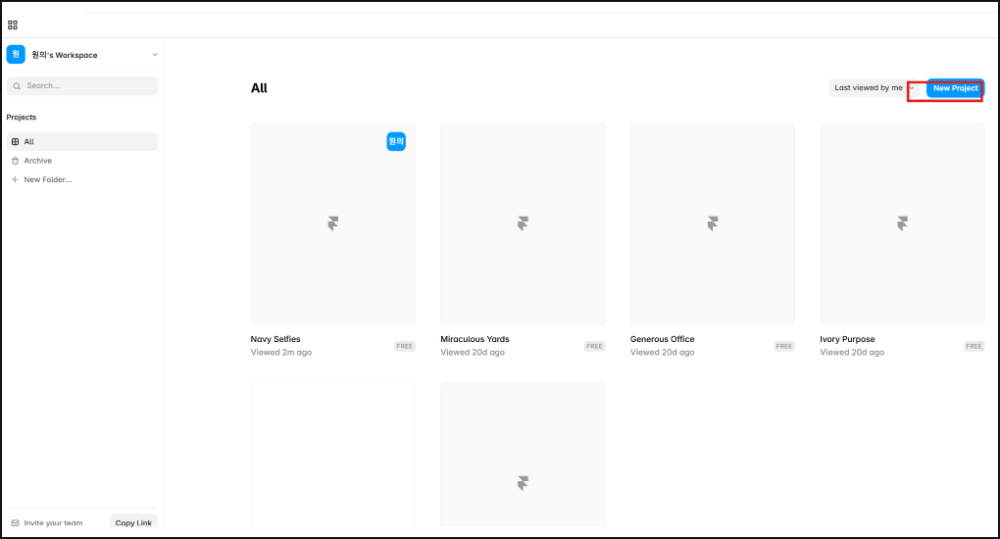 원
원의's Workspace
Search...
Projects
All
Archive
New Folder...
Invite your team
Copy Link
All
Last viewed by me
New Project
원의
Navy Selfies
Viewed 2m ago
FREE
Miraculous Yards
Viewed 20d ago
FREE
Generous Office
Viewed 20d ago
FREE
Ivory Purpose
Viewed 20d ago
FREE